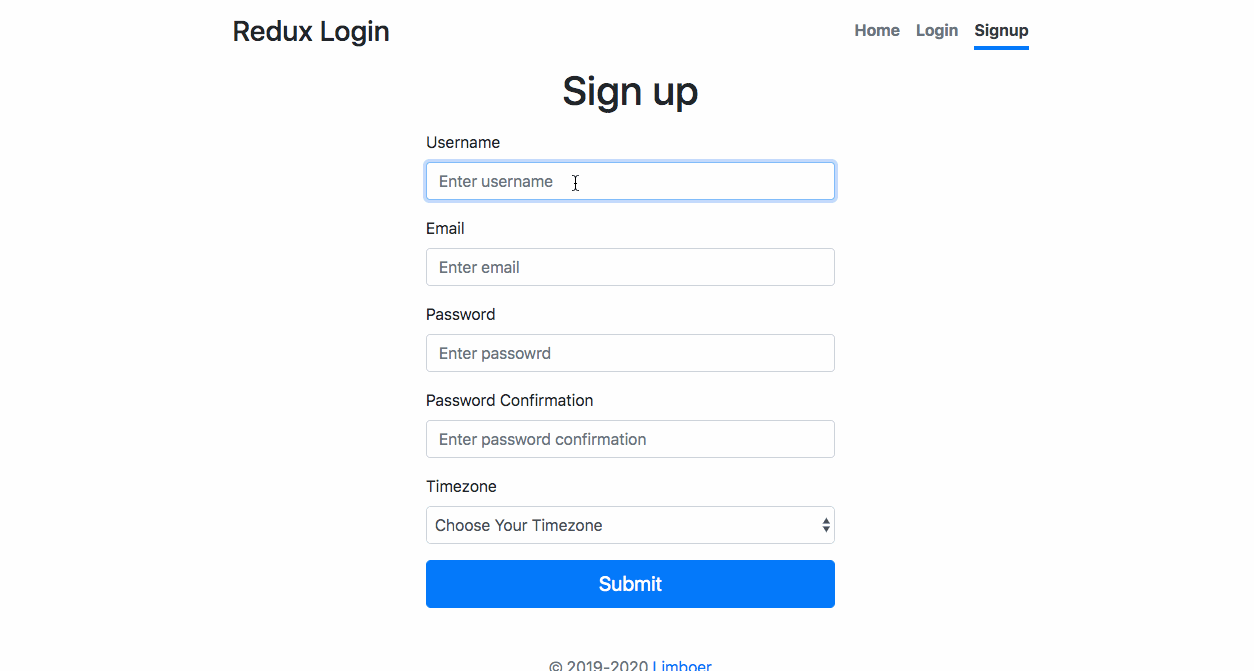 Redux Login
Home Login Signup
Sign up
Username
Enter username
Email
Enter email
Password
Enter passowrd
Password Confirmation
Enter password confirmation
Timezone
Choose Your Timezone
Submit
© 2019-2020 Limboer